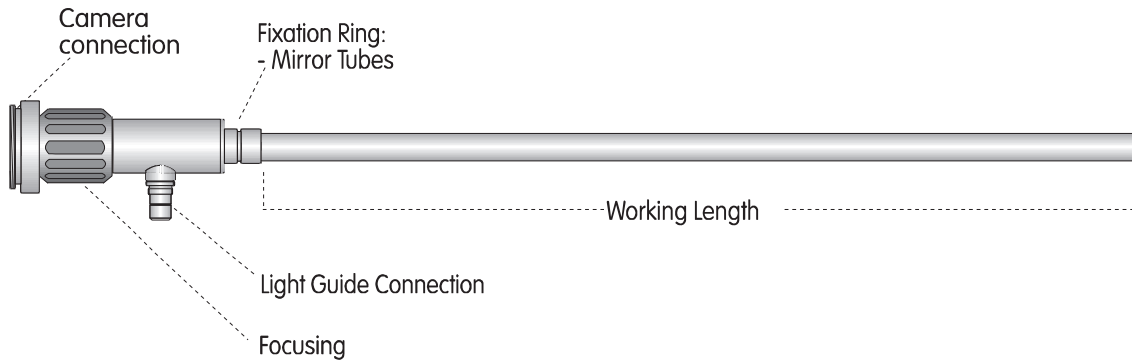 Camera
connection
Fixation Ring:
- Mirror Tubes
Working Length
Light Guide Connection
Focusing